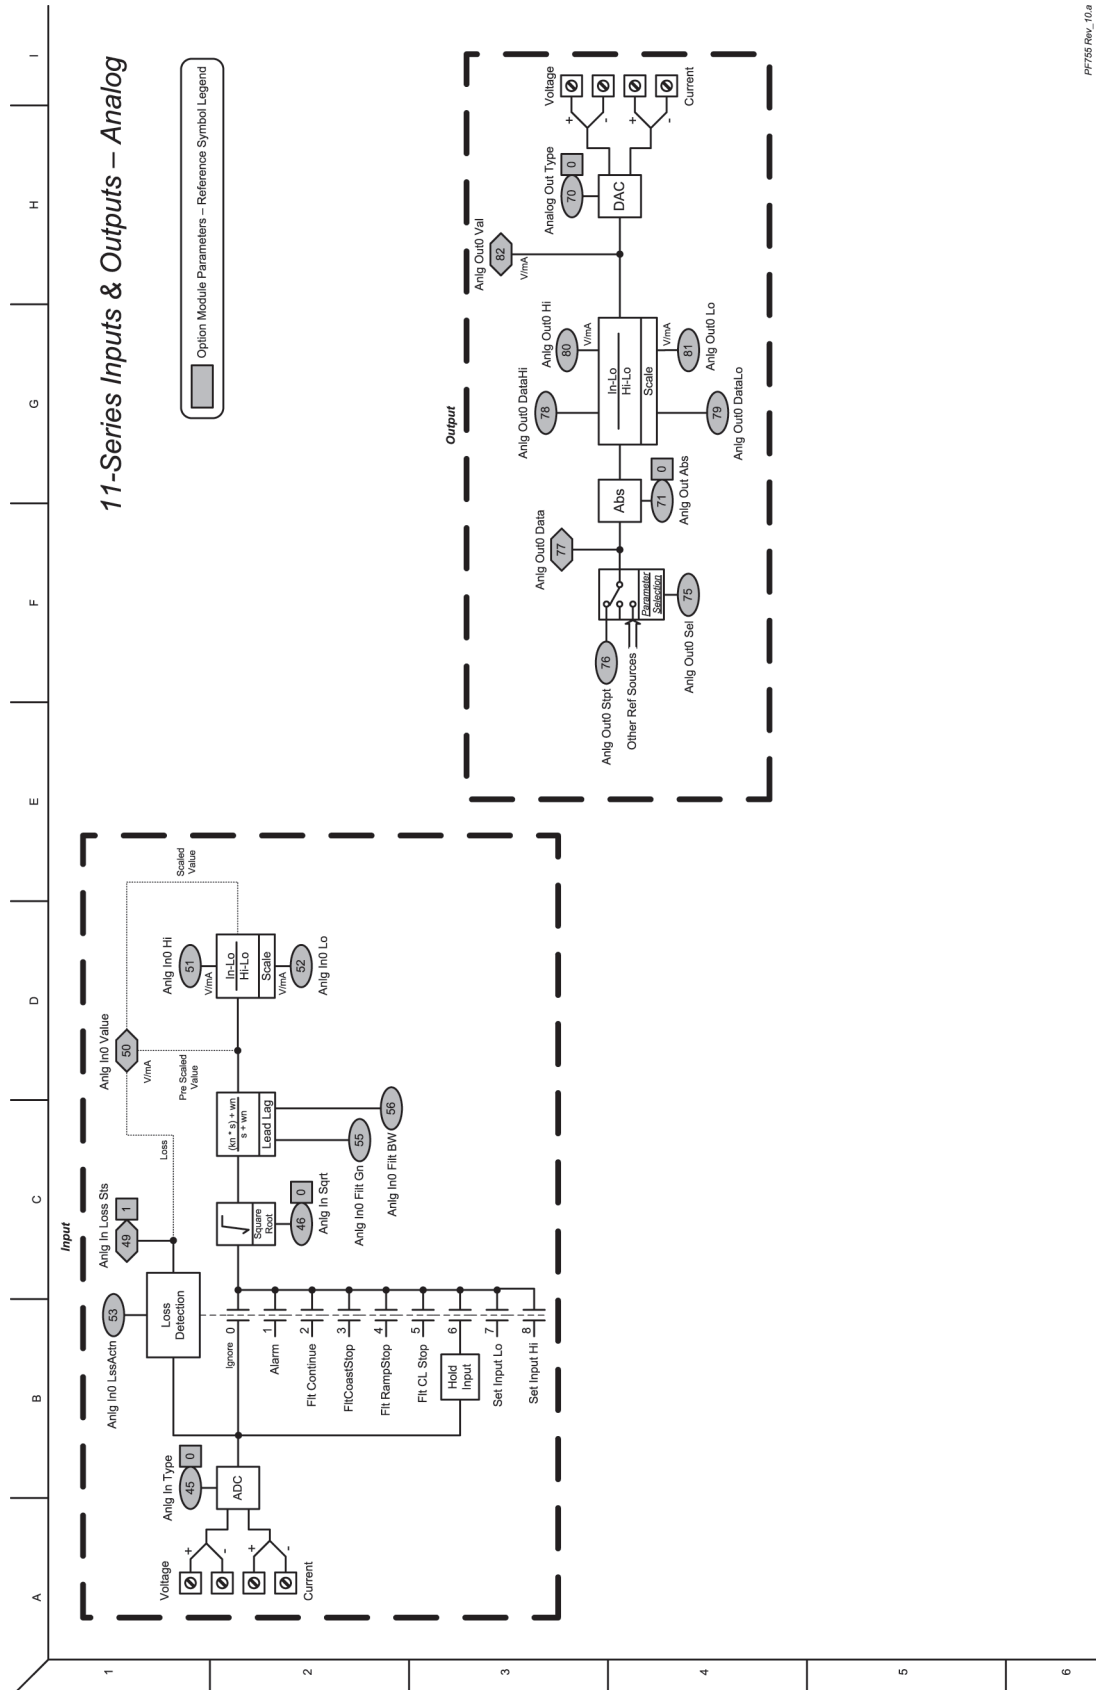 11-Series Inputs & Outputs – Analog
Option Module Parameters – Reference Symbol Legend
A
B
C
D
E
F
G
H
I
1
2
3
4
5
6
Input
Voltage
+
-
+
-
Current
Anlg In Type
45
0
ADC
Anlg In0 LssActn
53
Loss
Detection
Anlg In Loss Sts
49
1
Loss
Ignore
0
1
Alarm
2
Flt Continue
3
FltCoastStop
4
Flt RampStop
5
Flt CL Stop
6
Hold
Input
7
Set Input Lo
8
Set Input Hi
Square
Root
46
0
Anlg In Sqrt
(kn * s) + wn
s + wn
Lead Lag
55
Anlg In0 Filt Gn
56
Anlg In0 Filt BW
Anlg In0 Value
50
V/mA
Pre Scaled
Value
Scaled
Value
Anlg In0 Hi
51
V/mA
In-Lo
Hi-Lo
Scale
V/mA
52
Anlg In0 Lo
Output
Anlg Out0 Stpt
76
Other Ref Sources
Parameter
Selection
75
Anlg Out0 Sel
Anlg Out0 Data
77
Abs
71
0
Anlg Out Abs
Anlg Out0 DataHi
78
Anlg Out0 Hi
80
V/mA
In-Lo
Hi-Lo
Scale
79
Anlg Out0 DataLo
V/mA
81
Anlg Out0 Lo
Anlg Out0 Val
82
V/mA
Analog Out Type
70
0
DAC
Voltage
+
-
+
-
Current
PF755 Rev_10.a